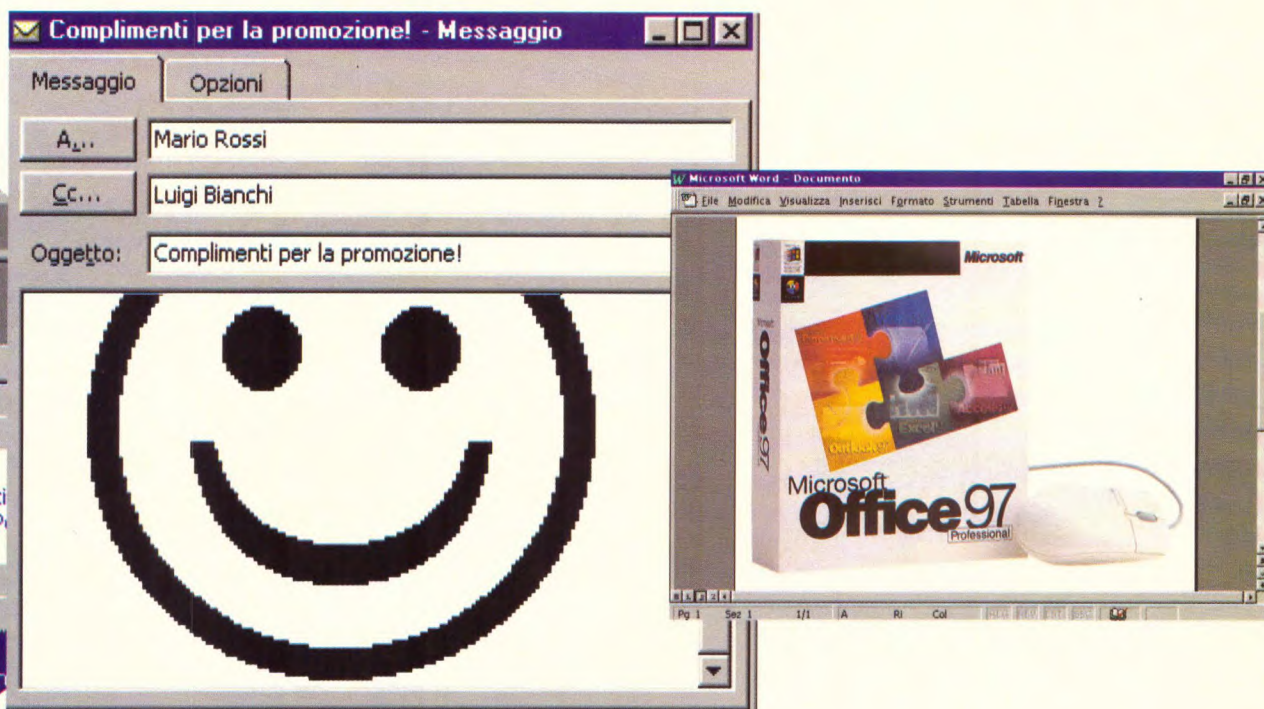 Complimenti per la promozione! - Messaggio
Messaggio Opzioni
A... Mario Rossi
Cc... Luigi Bianchi
Oggetto: Complimenti per la promozione!
Microsoft Word - Documento
File Modifica Visualizza Inserisci Formato Strumenti Tabella Finestra ?
Microsoft
Office 97
Outlook 97
Excel
Microsoft
Office 97
Professional
Pg 1 Sez 1 1/1 A Ri Col